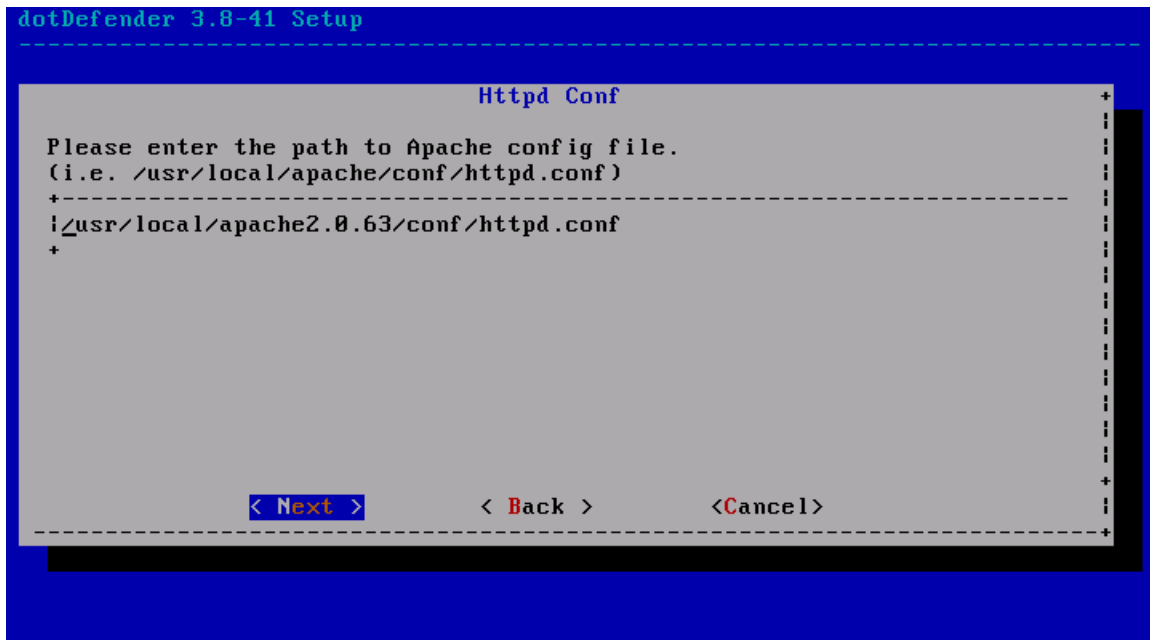 dotDefender 3.8-41 Setup
Httpd Conf
Please enter the path to Apache config file.
(i.e. /usr/local/apache/conf/httpd.conf)
/usr/local/apache2.0.63/conf/httpd.conf
< Next > < Back > <Cancel>